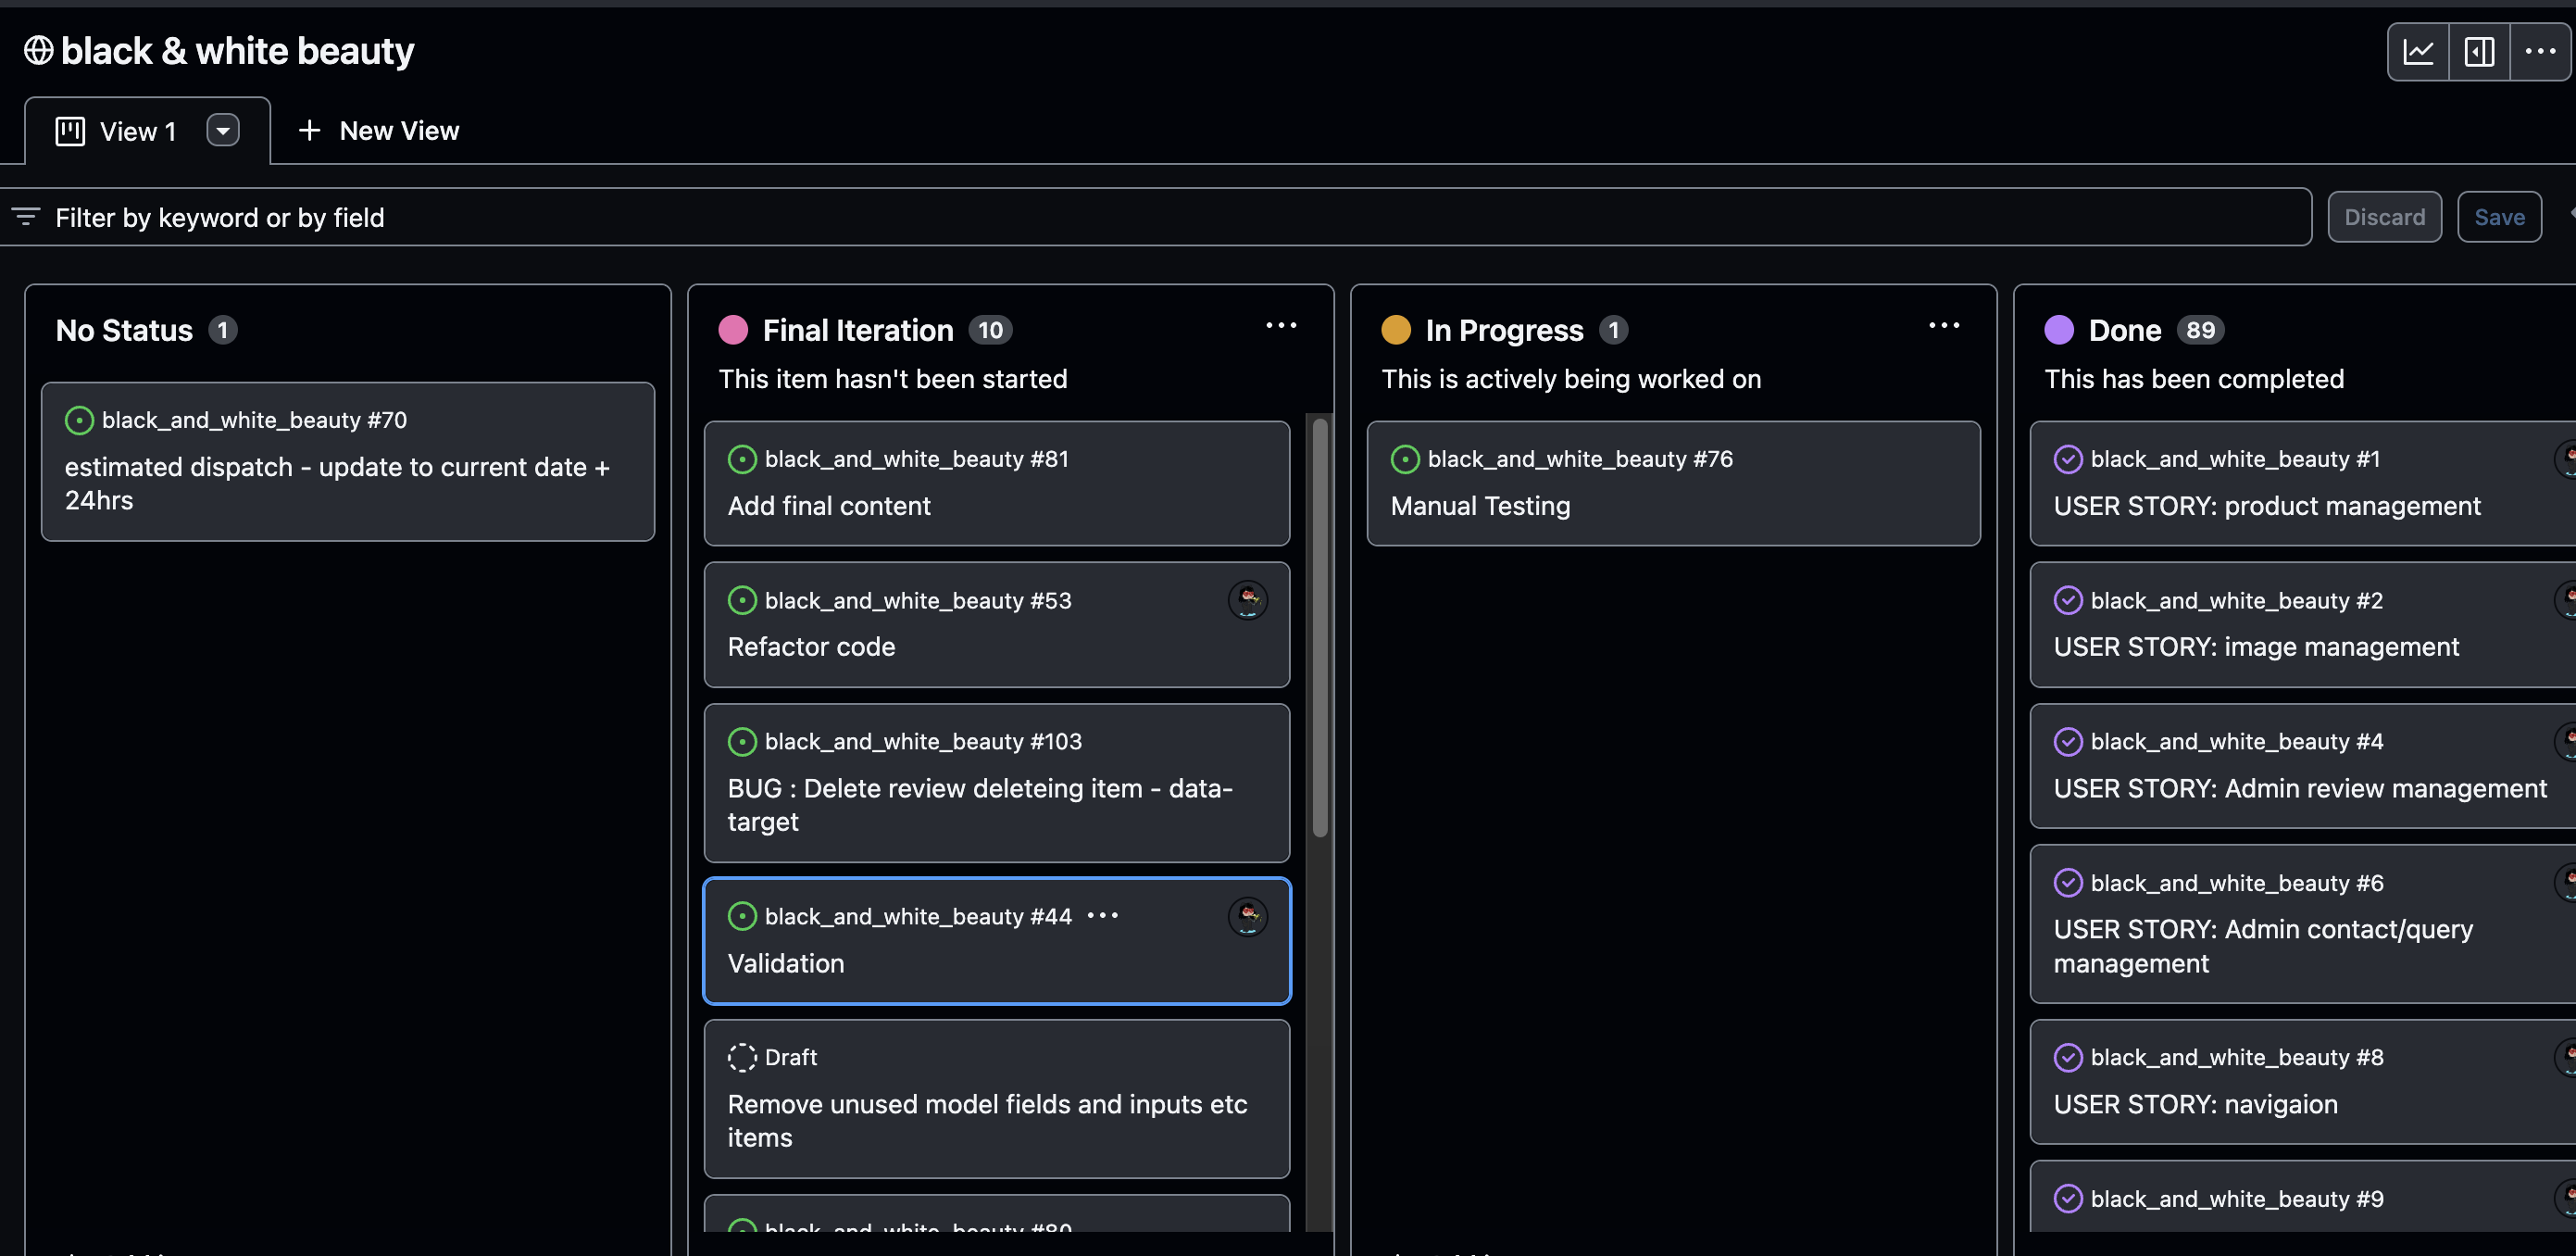 black & white beauty
View 1
New View
Filter by keyword or by field
Discard
Save
No Status 1
black_and_white_beauty #70
estimated dispatch - update to current date +
24hrs
Final Iteration 10
This item hasn't been started
black_and_white_beauty #81
Add final content
black_and_white_beauty #53
Refactor code
black_and_white_beauty #103
BUG : Delete review deleteing item - data-
target
black_and_white_beauty #44
Validation
Draft
Remove unused model fields and inputs etc
items
black_and_white_beauty #80
In Progress 1
This is actively being worked on
black_and_white_beauty #76
Manual Testing
Done 89
This has been completed
black_and_white_beauty #1
USER STORY: product management
black_and_white_beauty #2
USER STORY: image management
black_and_white_beauty #4
USER STORY: Admin review management
black_and_white_beauty #6
USER STORY: Admin contact/query
management
black_and_white_beauty #8
USER STORY: navigaion
black_and_white_beauty #9